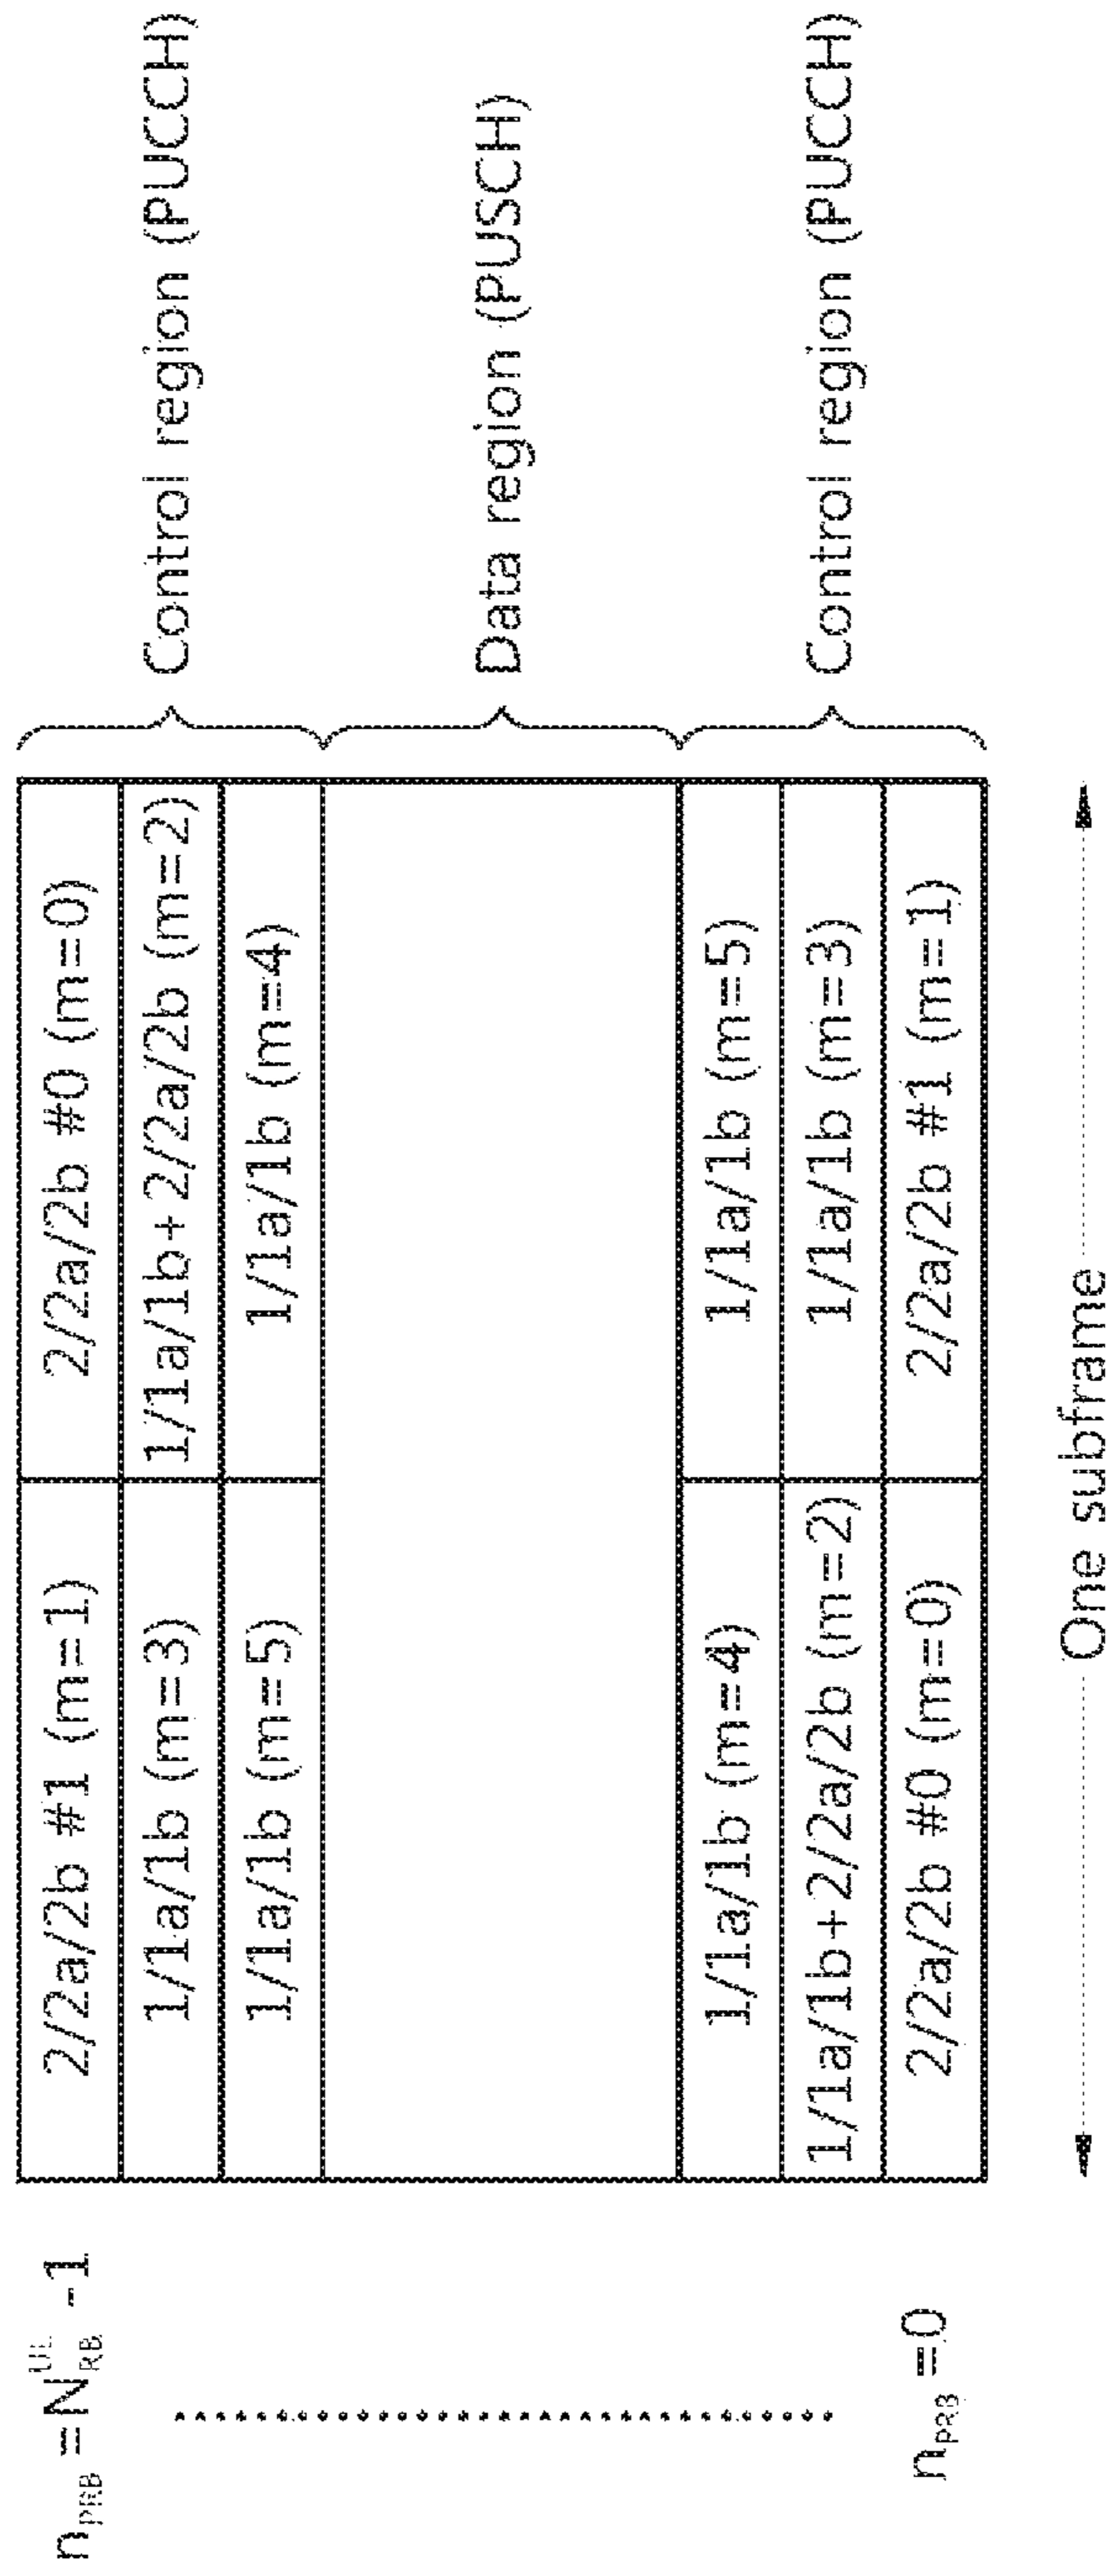 n_PRB =N_RB^UL -1
2/2a/2b #1 (m=1)
2/2a/2b #0 (m=0)
Control region (PUCCH)
1/1a/1b (m=3)
1/1a/1b+2/2a/2b (m=2)
1/1a/1b (m=5)
1/1a/1b (m=4)
Data region (PUSCH)
1/1a/1b (m=4)
1/1a/1b (m=5)
Control region (PUCCH)
1/1a/1b+2/2a/2b (m=2)
1/1a/1b (m=3)
n_PRB =0
2/2a/2b #0 (m=0)
2/2a/2b #1 (m=1)
One subframe